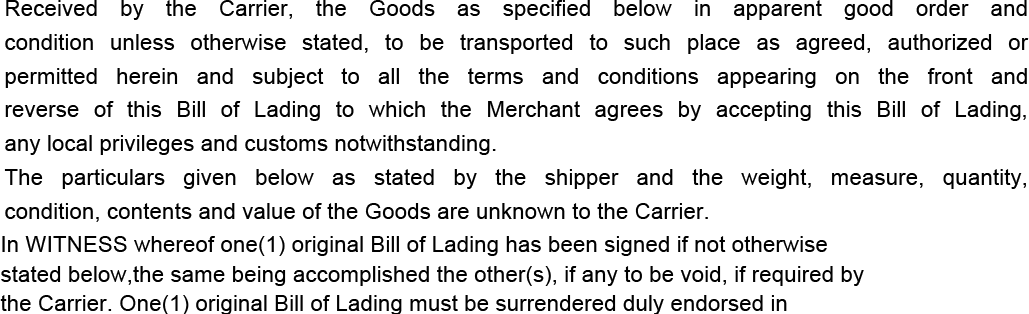 Received by the Carrier, the Goods as specified below in apparent good order and
condition unless otherwise stated, to be transported to such place as agreed, authorized or
permitted herein and subject to all the terms and conditions appearing on the front and
reverse of this Bill of Lading to which the Merchant agrees by accepting this Bill of Lading,
any local privileges and customs notwithstanding.
The particulars given below as stated by the shipper and the weight, measure, quantity,
condition, contents and value of the Goods are unknown to the Carrier.
In WITNESS whereof one(1) original Bill of Lading has been signed if not otherwise
stated below,the same being accomplished the other(s), if any to be void, if required by
the Carrier. One(1) original Bill of Lading must be surrendered duly endorsed in